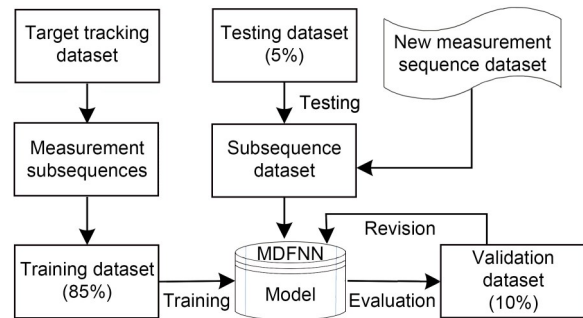 Target tracking
dataset
Testing dataset
(5%)
New measurement
sequence dataset
Testing
Measurement
subsequences
Subsequence
dataset
Revision
Training dataset
(85%)
Training
MDFNN
Model
Evaluation
Validation
dataset
(10%)